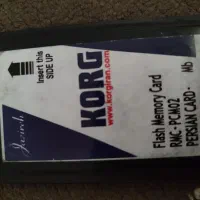 Insert this
SIDE UP
KORG
www.korgiran.com
Flash Memory Card
RMC-PCM02
PERSIAN CARD-
Mb